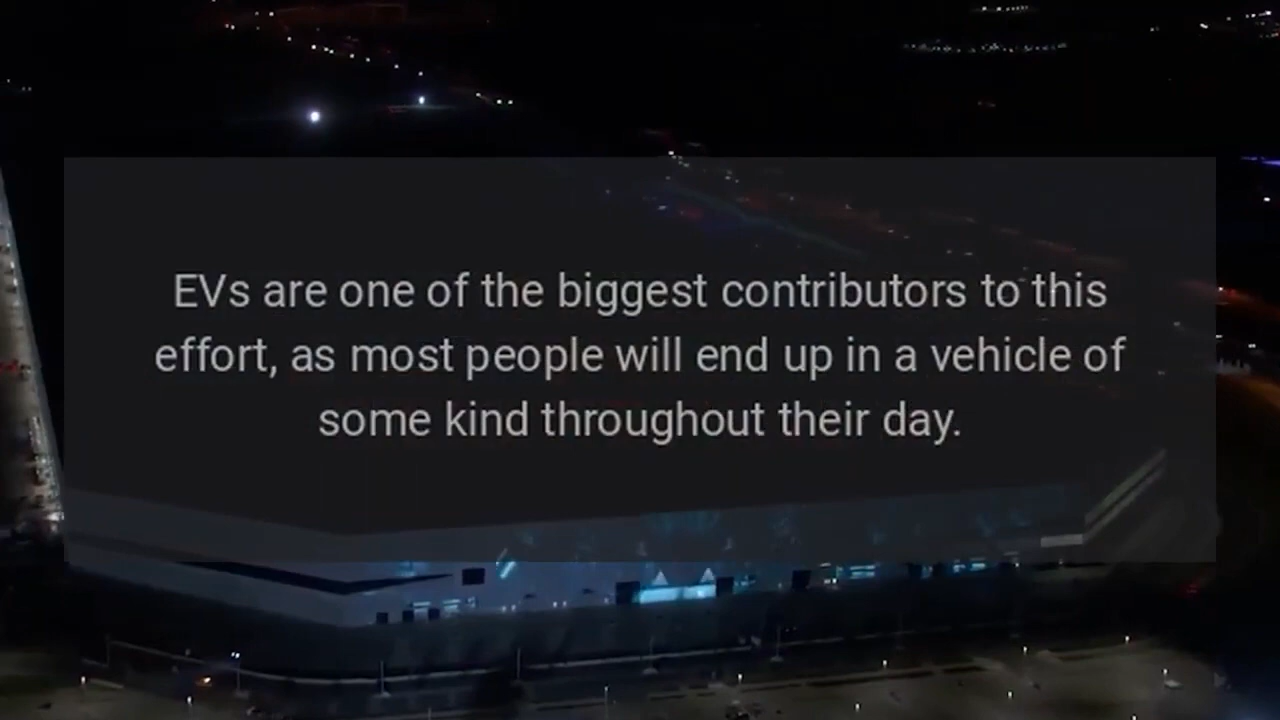 EVs are one of the biggest contributors to this
effort, as most people will end up in a vehicle of
some kind throughout their day.